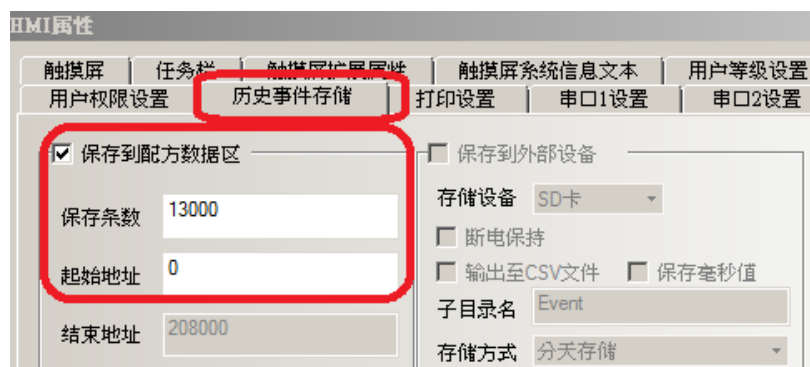 HMI属性
触摸屏 任务栏 触摸屏扩展属性 触摸屏系统信息文本 用户等级设置
用户权限设置 历史事件存储 打印设置 串口1设置 串口2设置
保存到配方数据区
保存条数 13000
起始地址 0
结束地址 208000
保存到外部设备
存储设备 SD卡
断电保持
输出至CSV文件 保存毫秒值
子目录名 Event
存储方式 分天存储